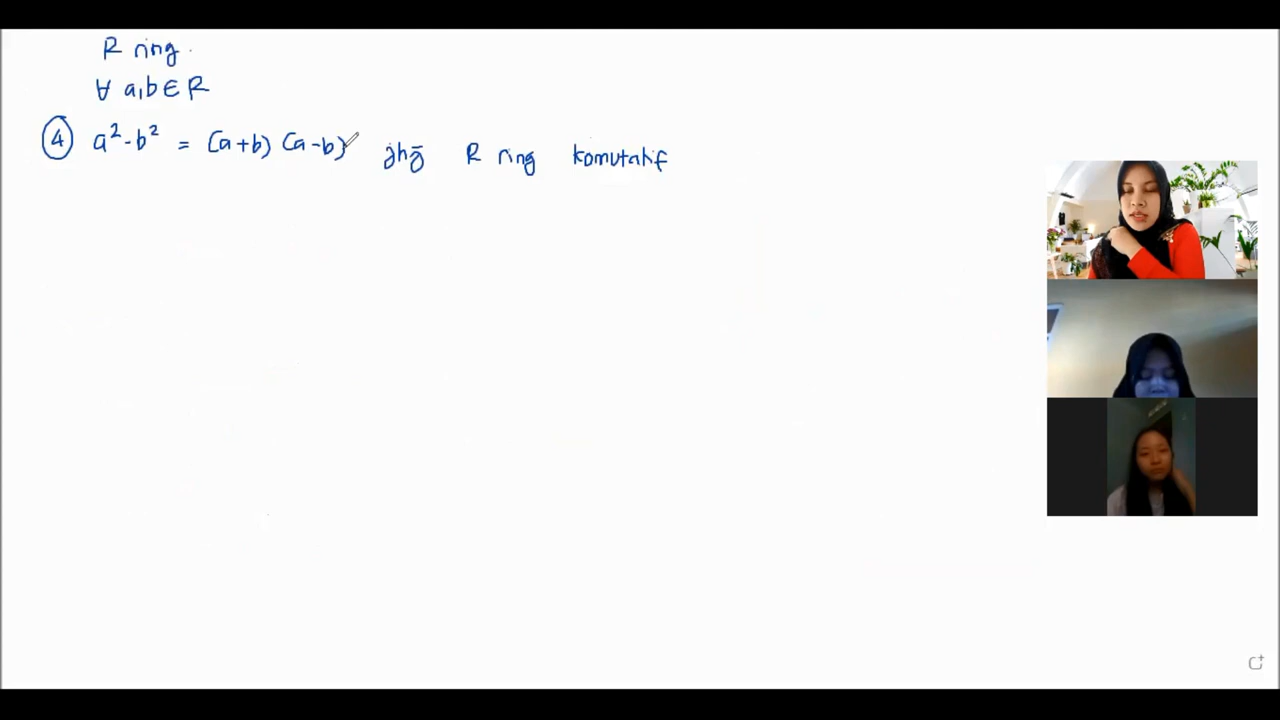 R ring
∀ a,b ∈ R
④ a² - b² = (a+b) (a-b) jhj R ring komutatif